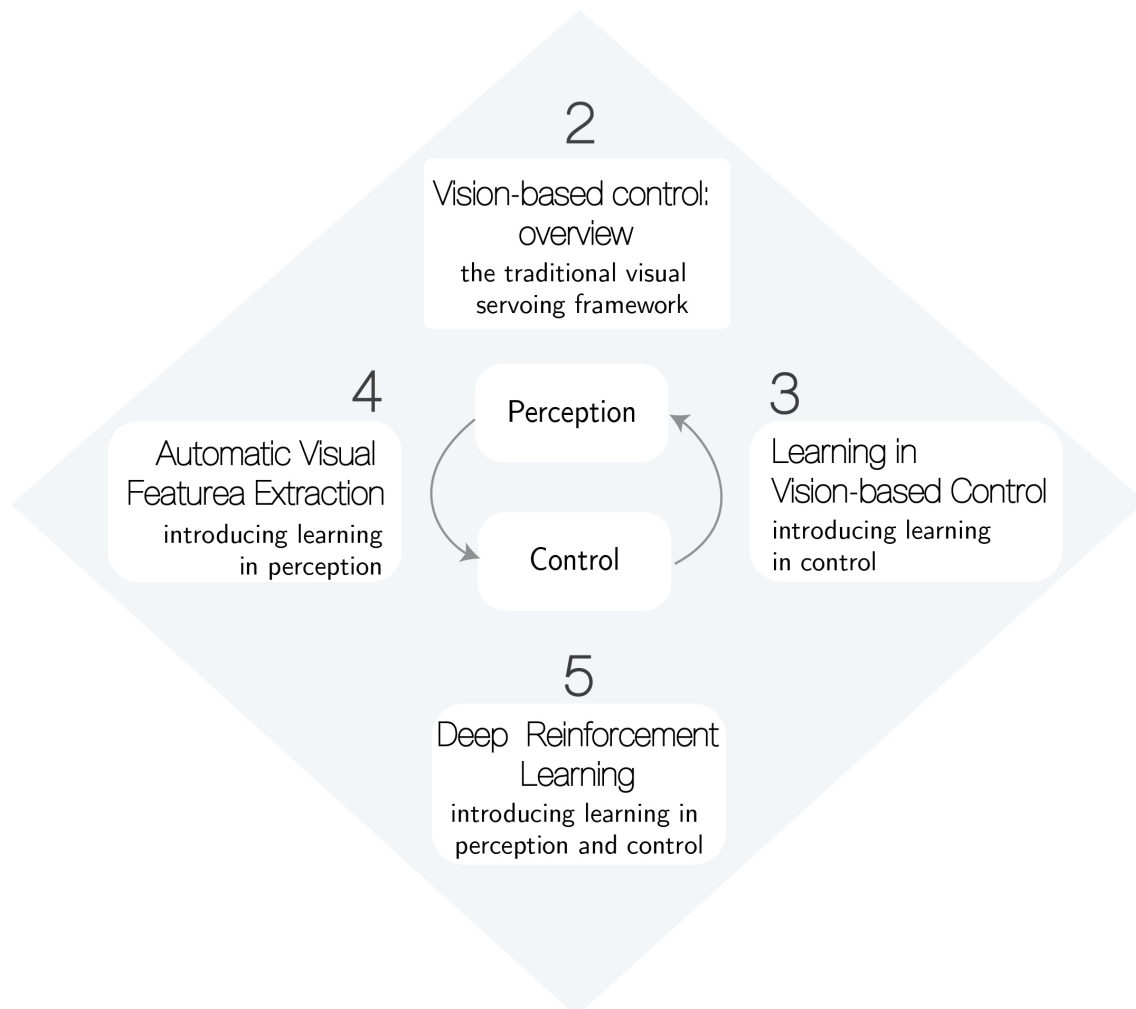 2
Vision-based control:
overview
the traditional visual
servoing framework
4
Automatic Visual
Featurea Extraction
introducing learning
in perception
Perception
Control
3
Learning in
Vision-based Control
introducing learning
in control
5
Deep Reinforcement
Learning
introducing learning in
perception and control